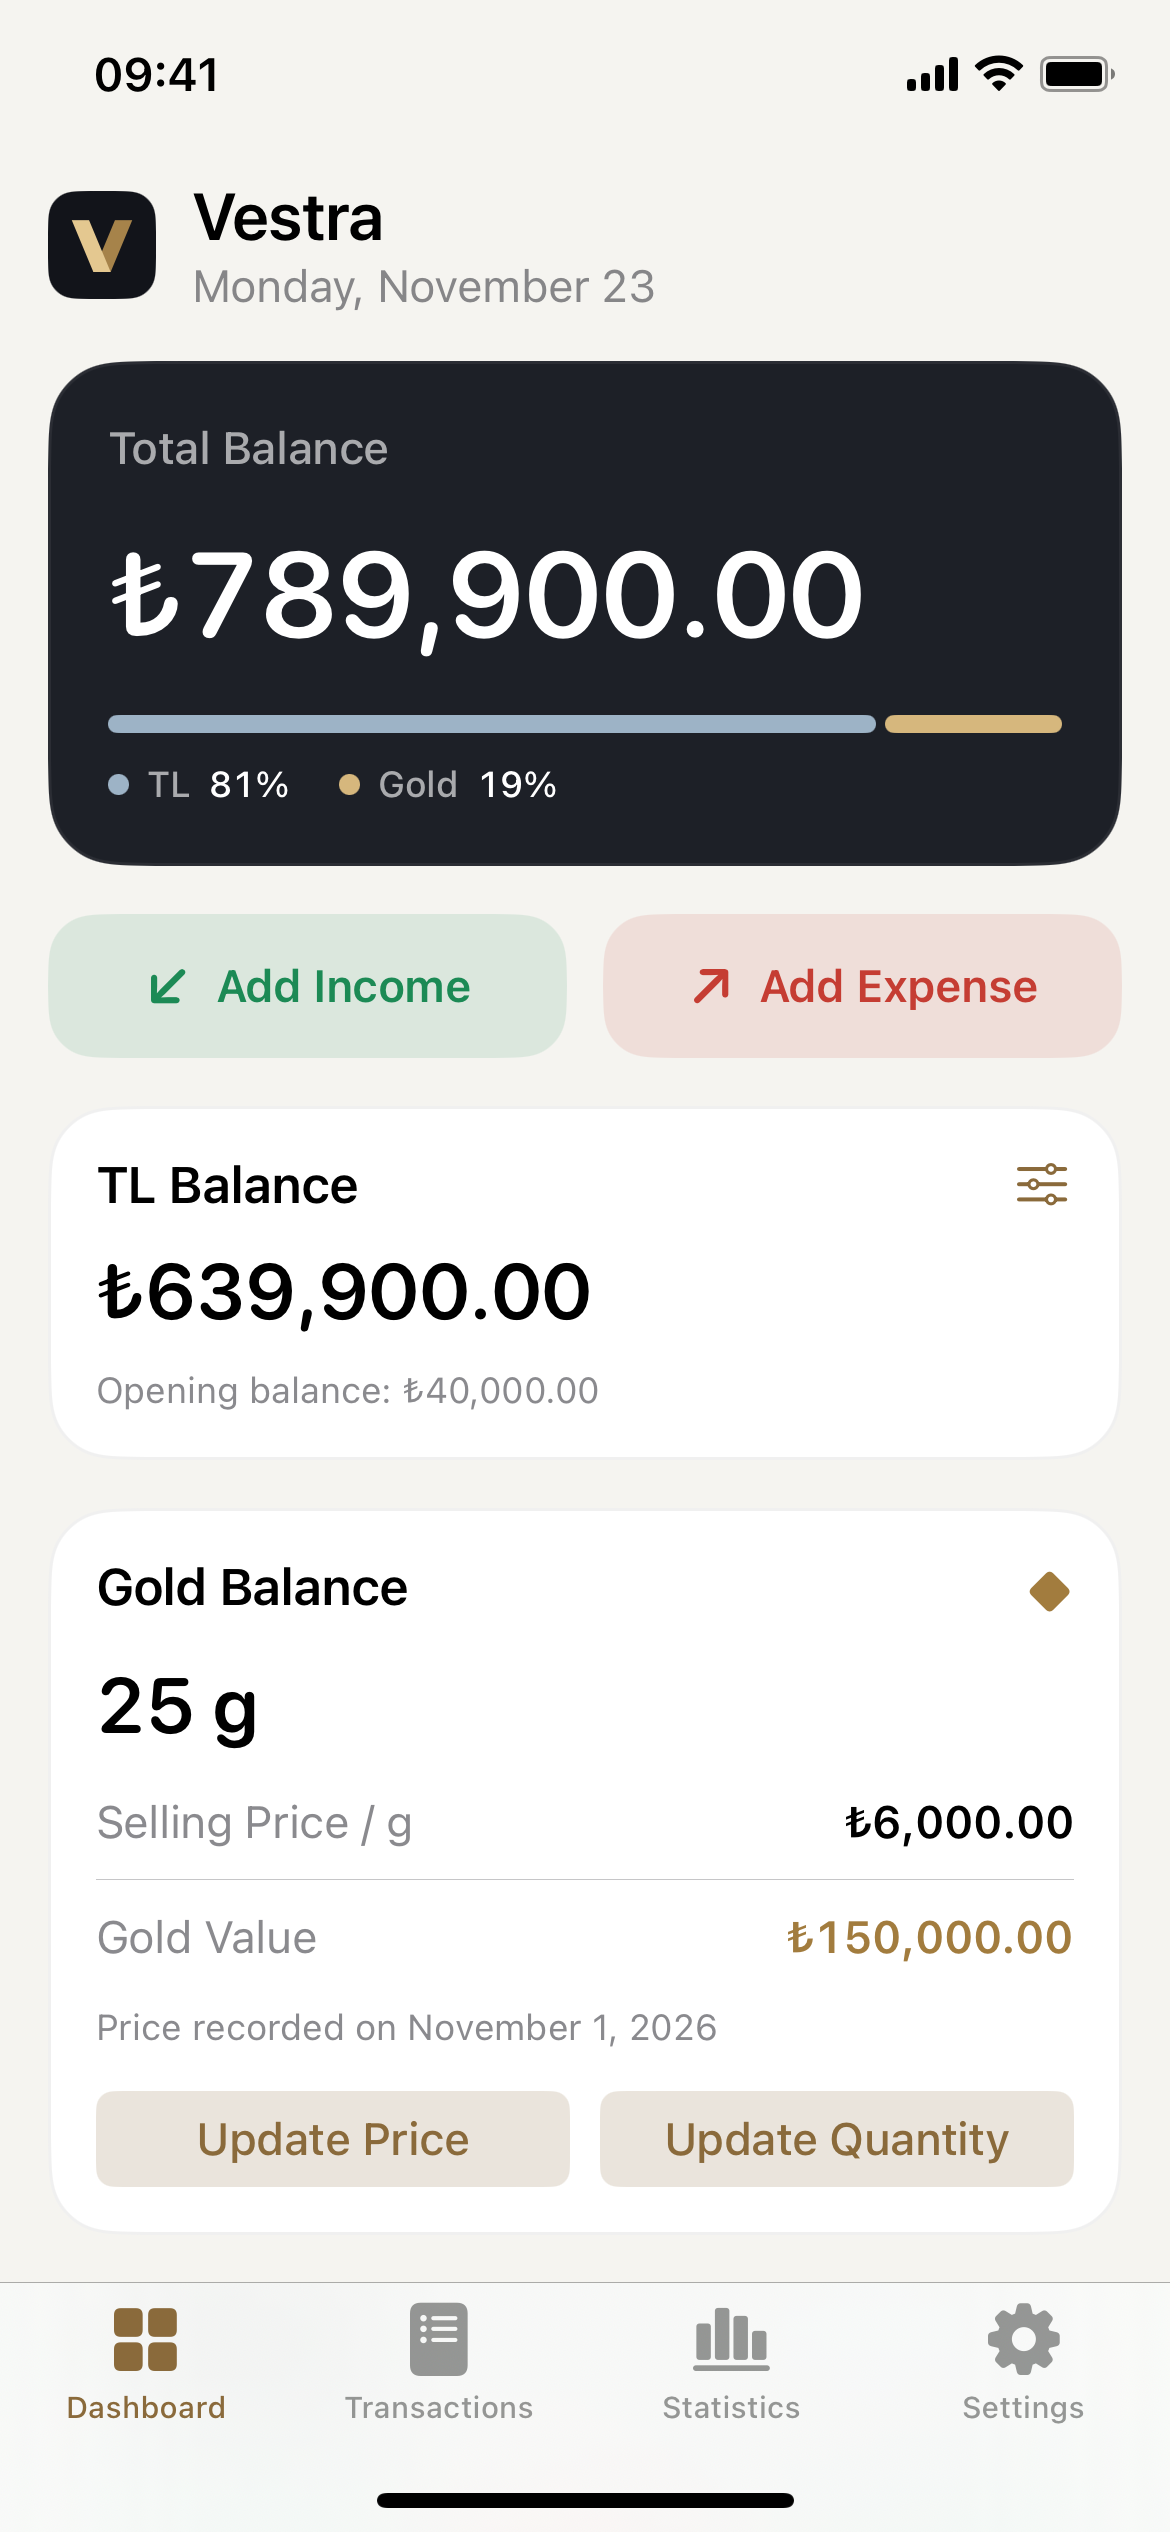 09:41
Vestra
Monday, November 23
Total Balance
₺789,900.00
TL 81% Gold 19%
Add Income
Add Expense
TL Balance
₺639,900.00
Opening balance: ₺40,000.00
Gold Balance
25 g
Selling Price / g ₺6,000.00
Gold Value ₺150,000.00
Price recorded on November 1, 2026
Update Price
Update Quantity
Dashboard
Transactions
Statistics
Settings